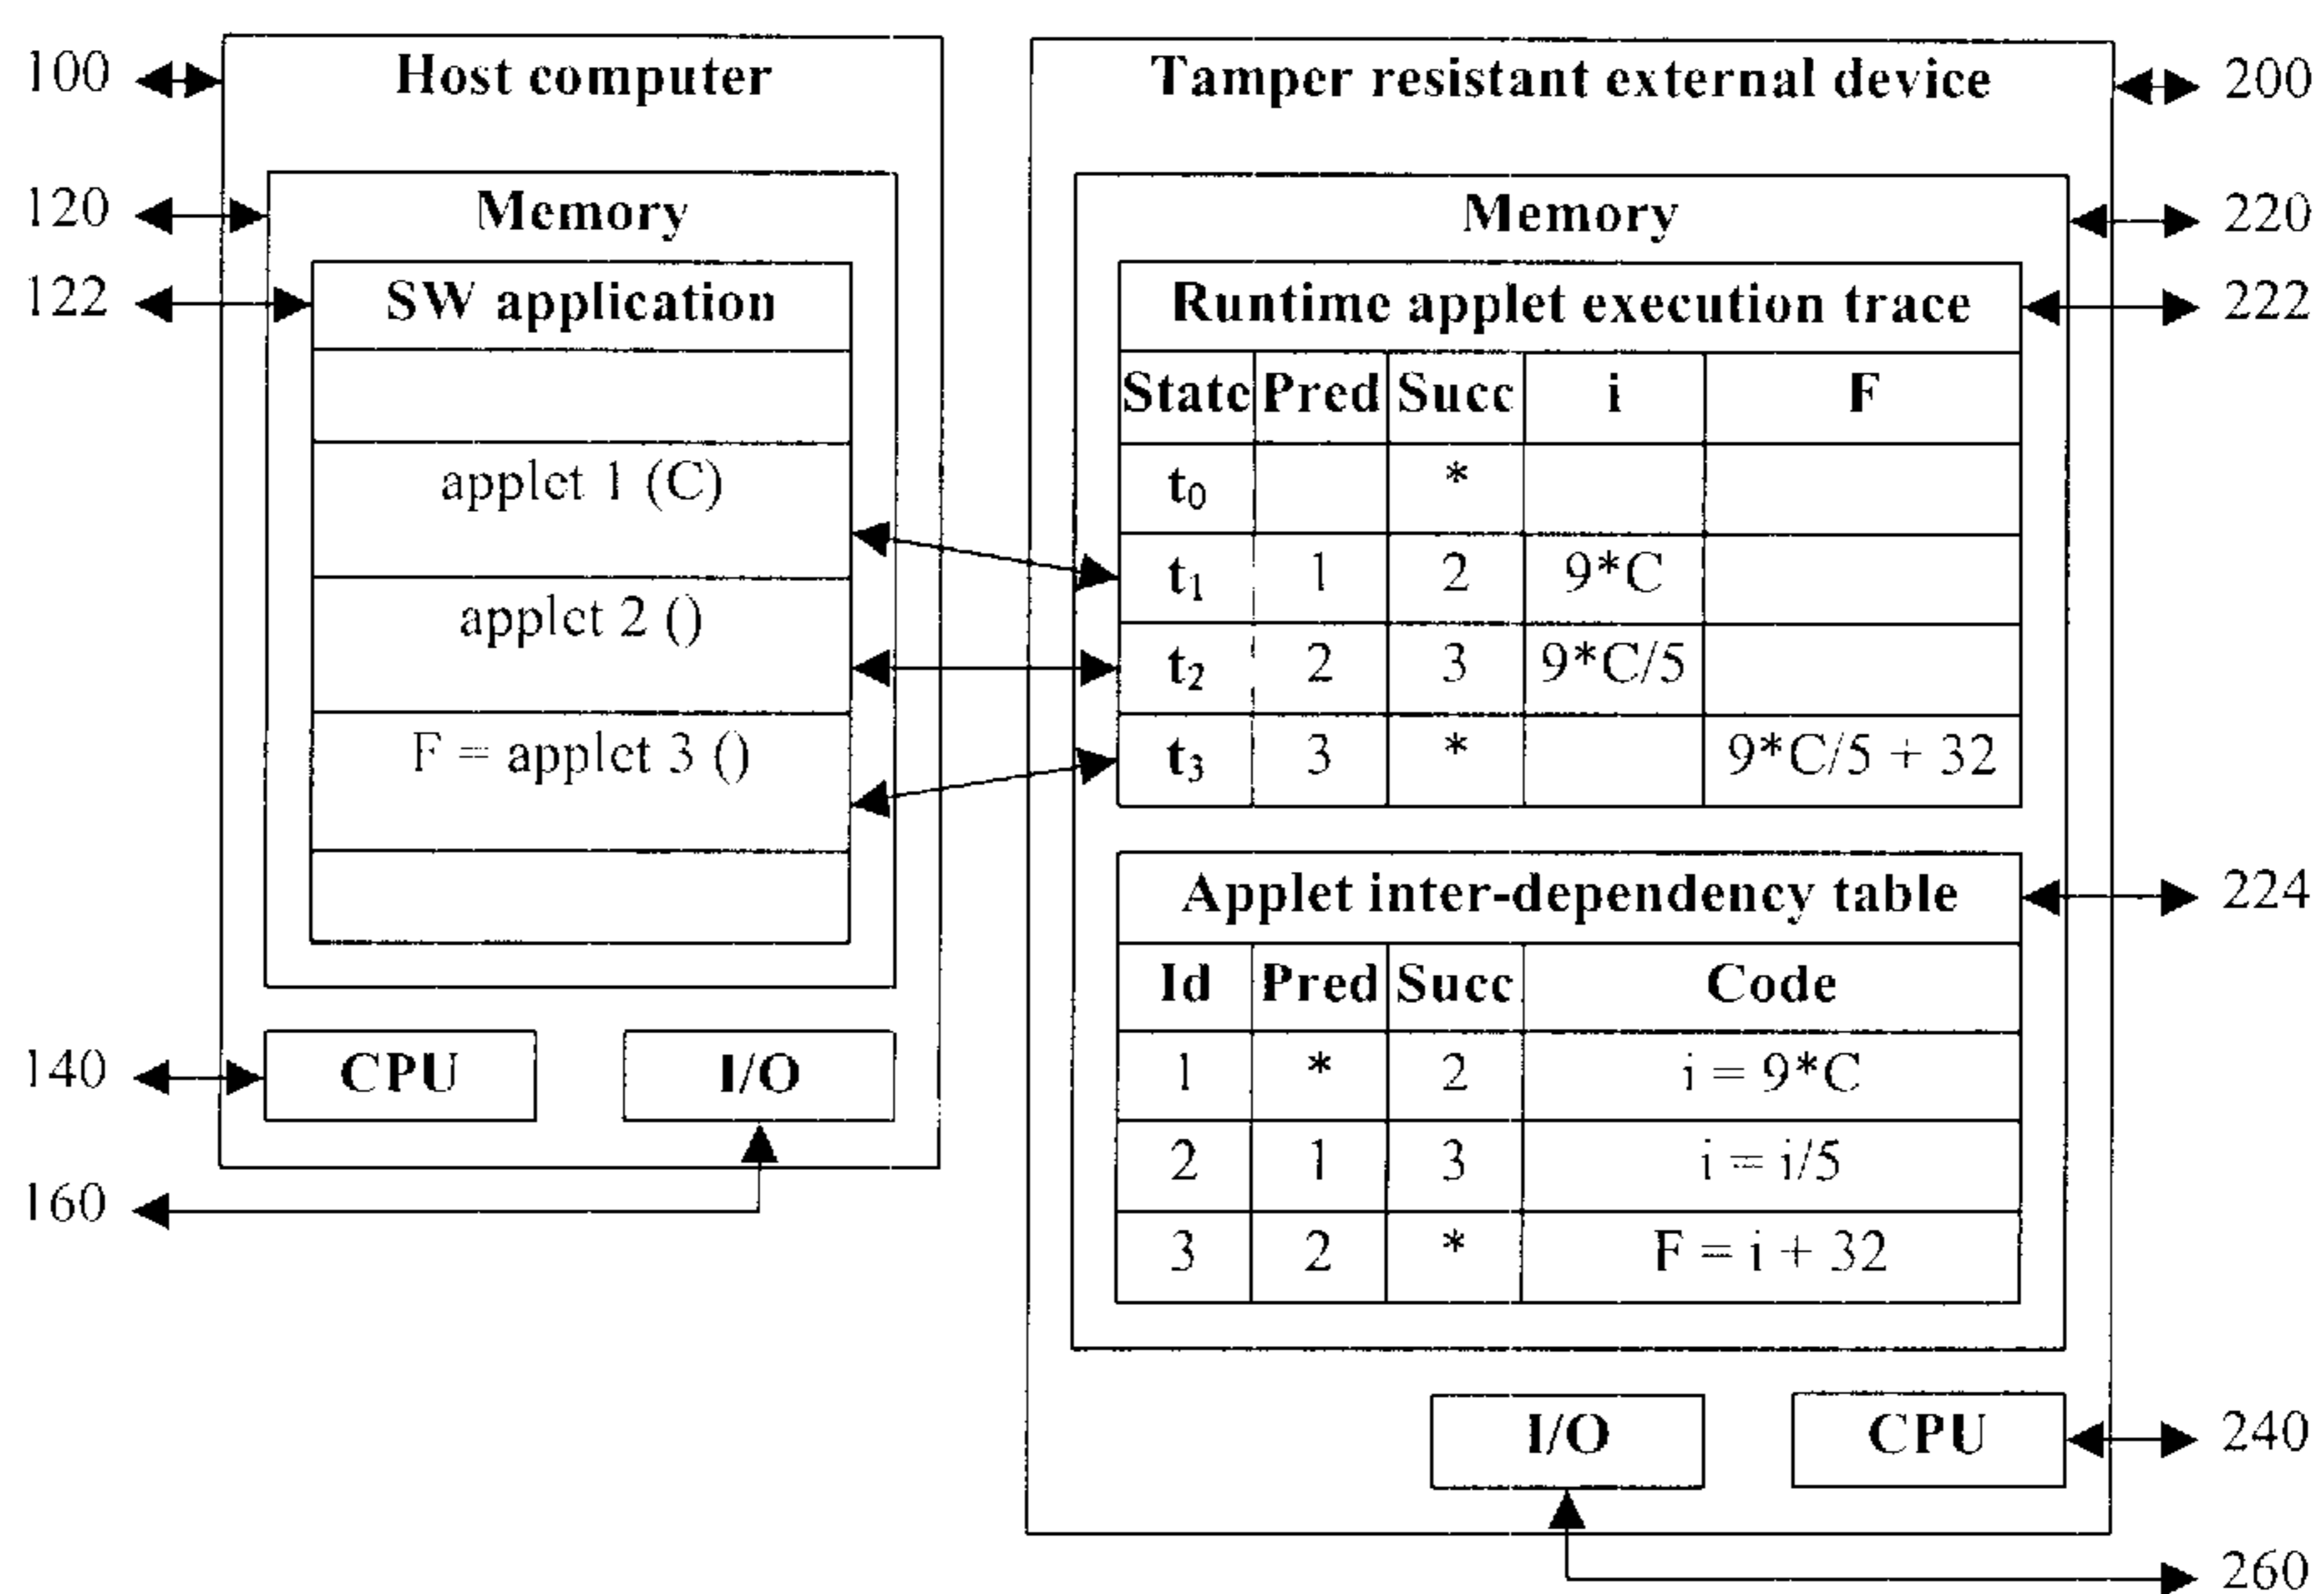 100 Host computer
120 Memory
122 SW application
applet 1 (C)
applet 2 ()
F = applet 3 ()
140 CPU I/O
160
Tamper resistant external device 200
Memory 220
Runtime applet execution trace 222
State Pred Succ i F
t0 *
t1 1 2 9*C
t2 2 3 9*C/5
t3 3 * 9*C/5 + 32
Applet inter-dependency table 224
Id Pred Succ Code
1 * 2 i = 9*C
2 1 3 i = i/5
3 2 * F = i + 32
I/O CPU 240
260